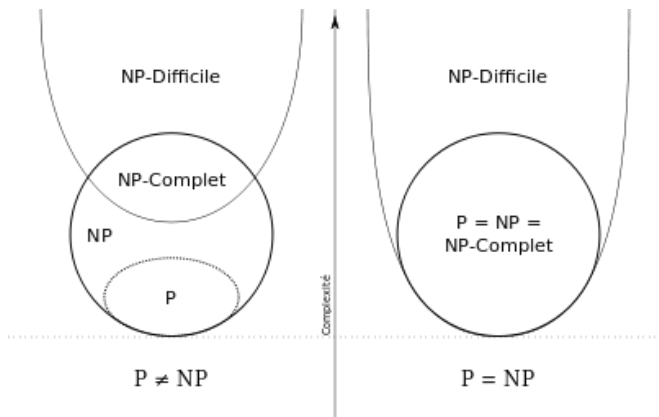 NP-Difficile
NP-Complet
NP
P
P ≠ NP
Complexité
NP-Difficile
P = NP =
NP-Complet
P = NP